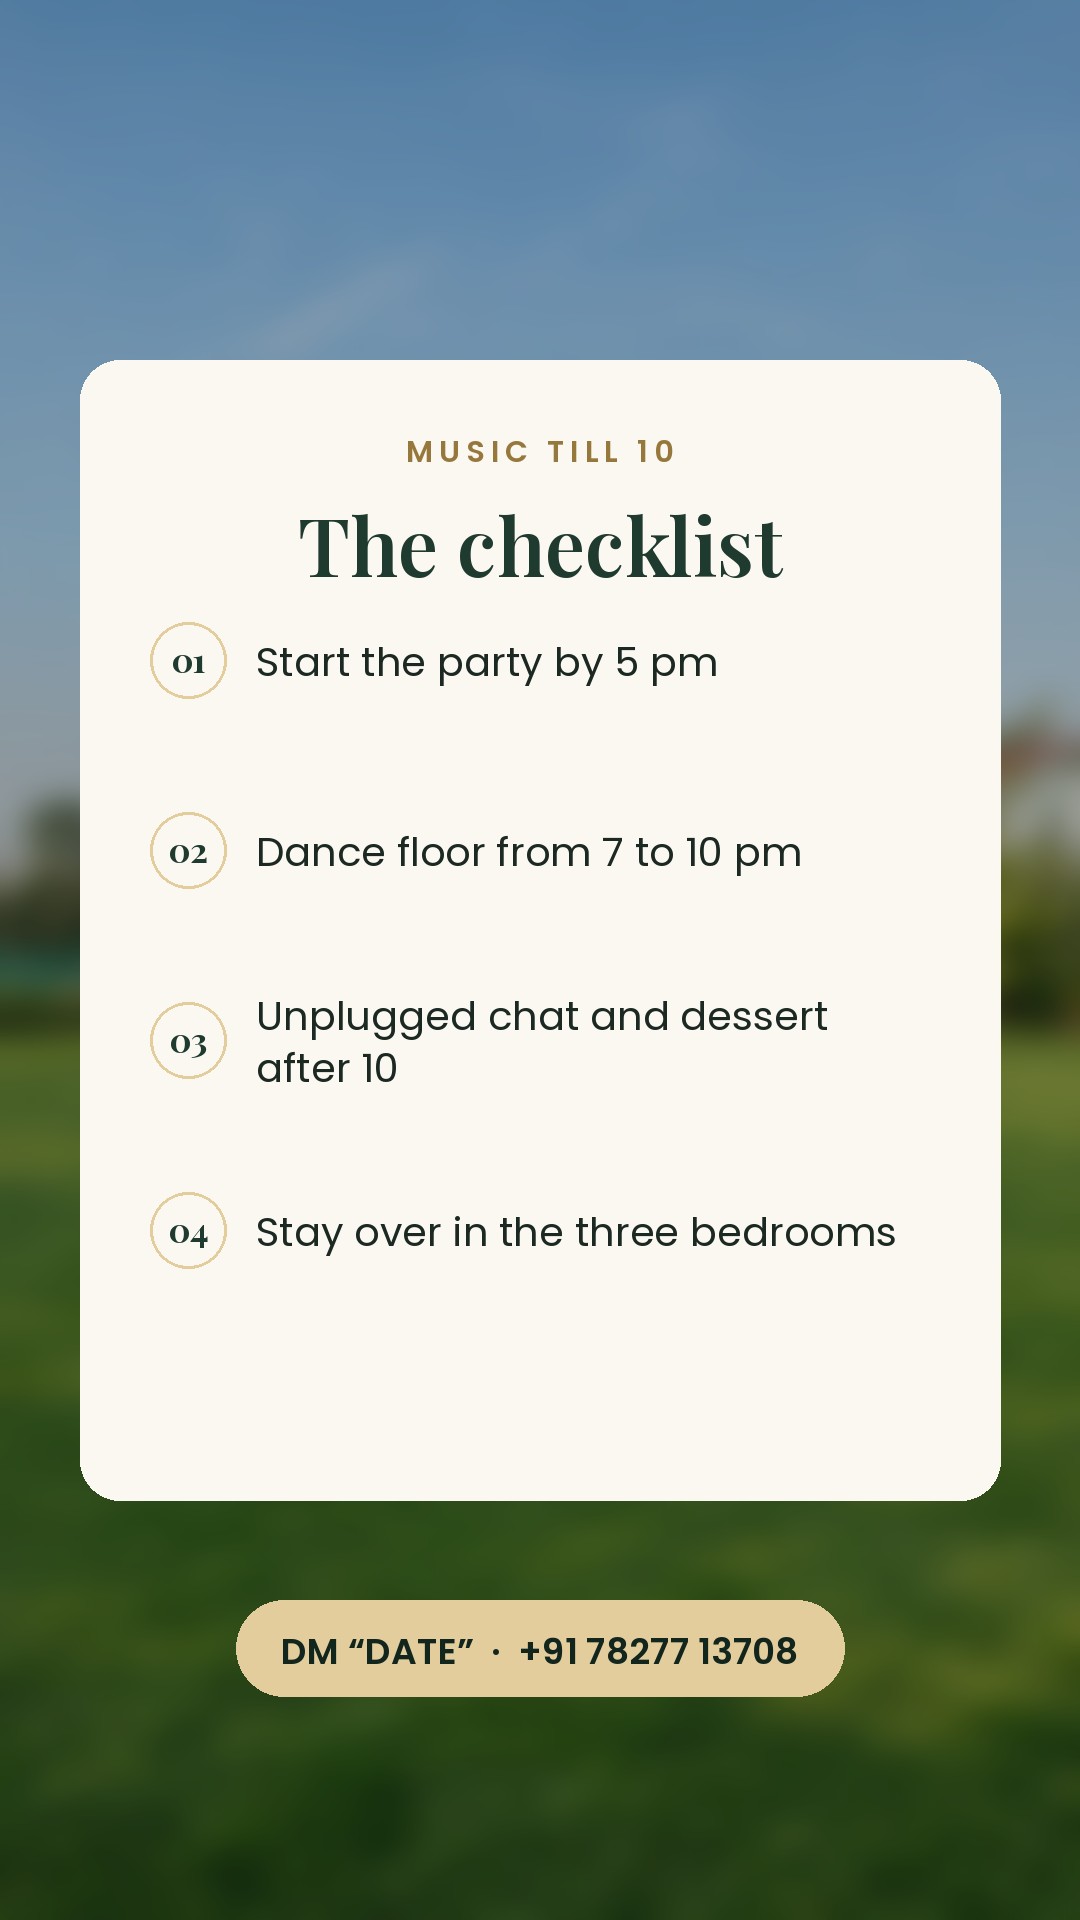 MUSIC TILL 10
The checklist
01 Start the party by 5 pm
02 Dance floor from 7 to 10 pm
03 Unplugged chat and dessert
after 10
04 Stay over in the three bedrooms
DM “DATE” · +91 78277 13708